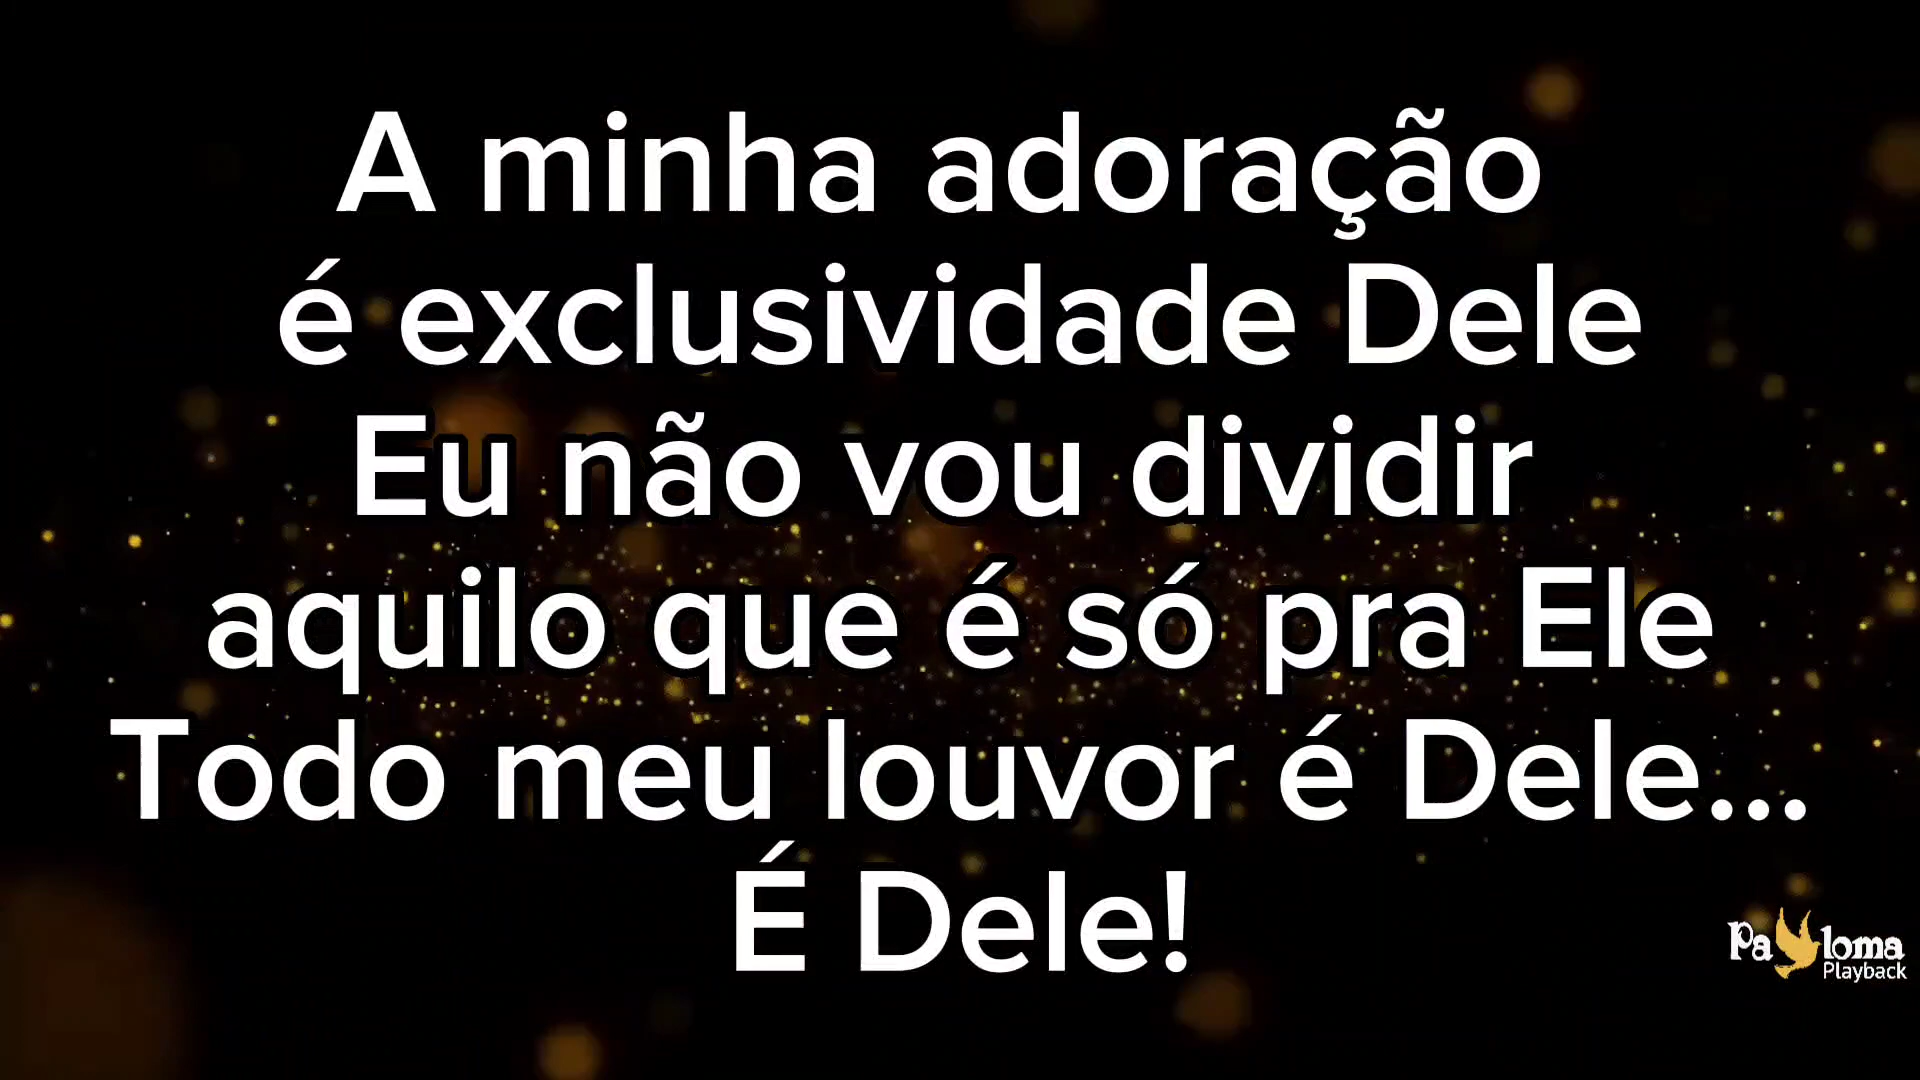 A minha adoração
é exclusividade Dele
Eu não vou dividir
aquilo que é só pra Ele
Todo meu louvor é Dele...
É Dele!
Paloma
Playback